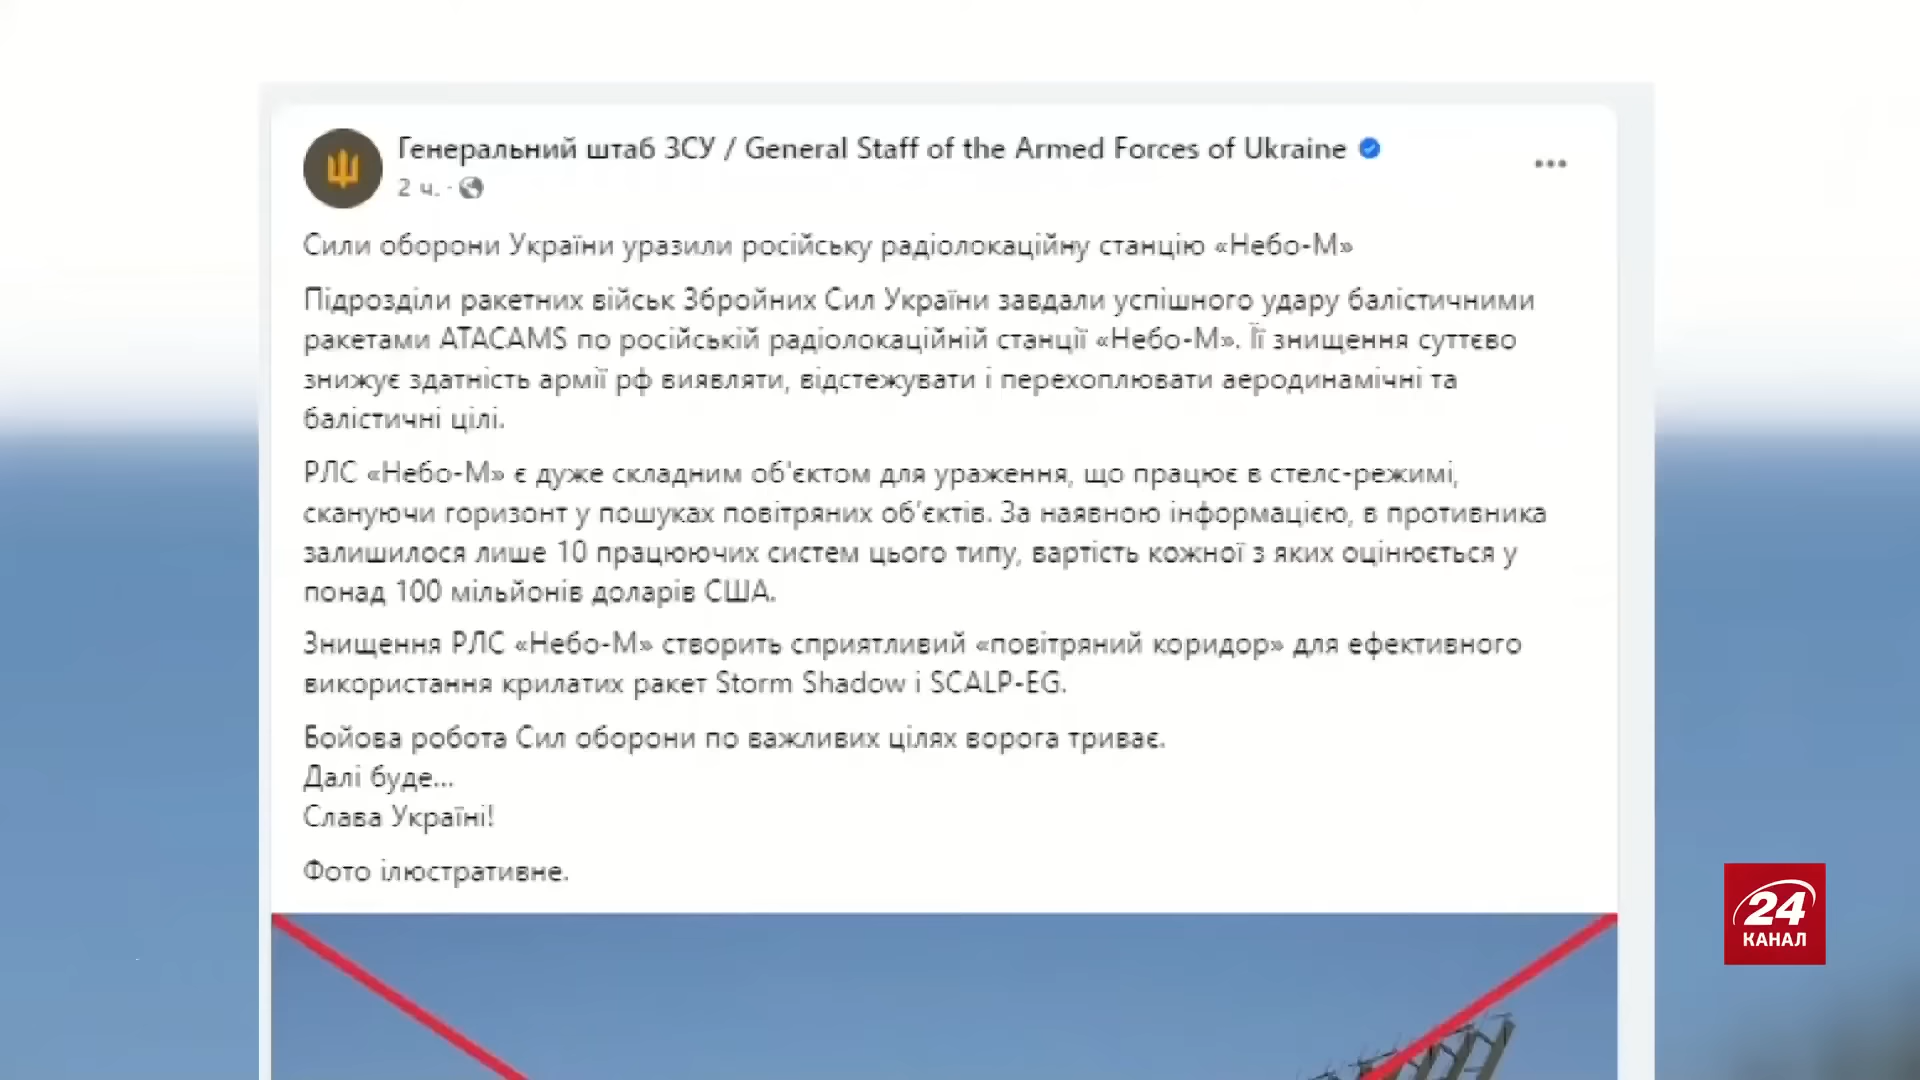 Генеральний штаб ЗСУ / General Staff of the Armed Forces of Ukraine
2 ч. ·
Сили оборони України уразили російську радіолокаційну станцію «Небо-М»
Підрозділи ракетних військ Збройних Сил України завдали успішного удару балістичними
ракетами ATACAMS по російській радіолокаційній станції «Небо-М». Її знищення суттєво
знижує здатність армії рф виявляти, відстежувати і перехоплювати аеродинамічні та
балістичні цілі.
РЛС «Небо-М» є дуже складним об'єктом для ураження, що працює в стелс-режимі,
скануючи горизонт у пошуках повітряних об’єктів. За наявною інформацією, в противника
залишилося лише 10 працюючих систем цього типу, вартість кожної з яких оцінюється у
понад 100 мільйонів доларів США.
Знищення РЛС «Небо-М» створить сприятливий «повітряний коридор» для ефективного
використання крилатих ракет Storm Shadow і SCALP-EG.
Бойова робота Сил оборони по важливих цілях ворога триває.
Далі буде...
Слава Україні!
Фото ілюстративне.
24
КАНАЛ